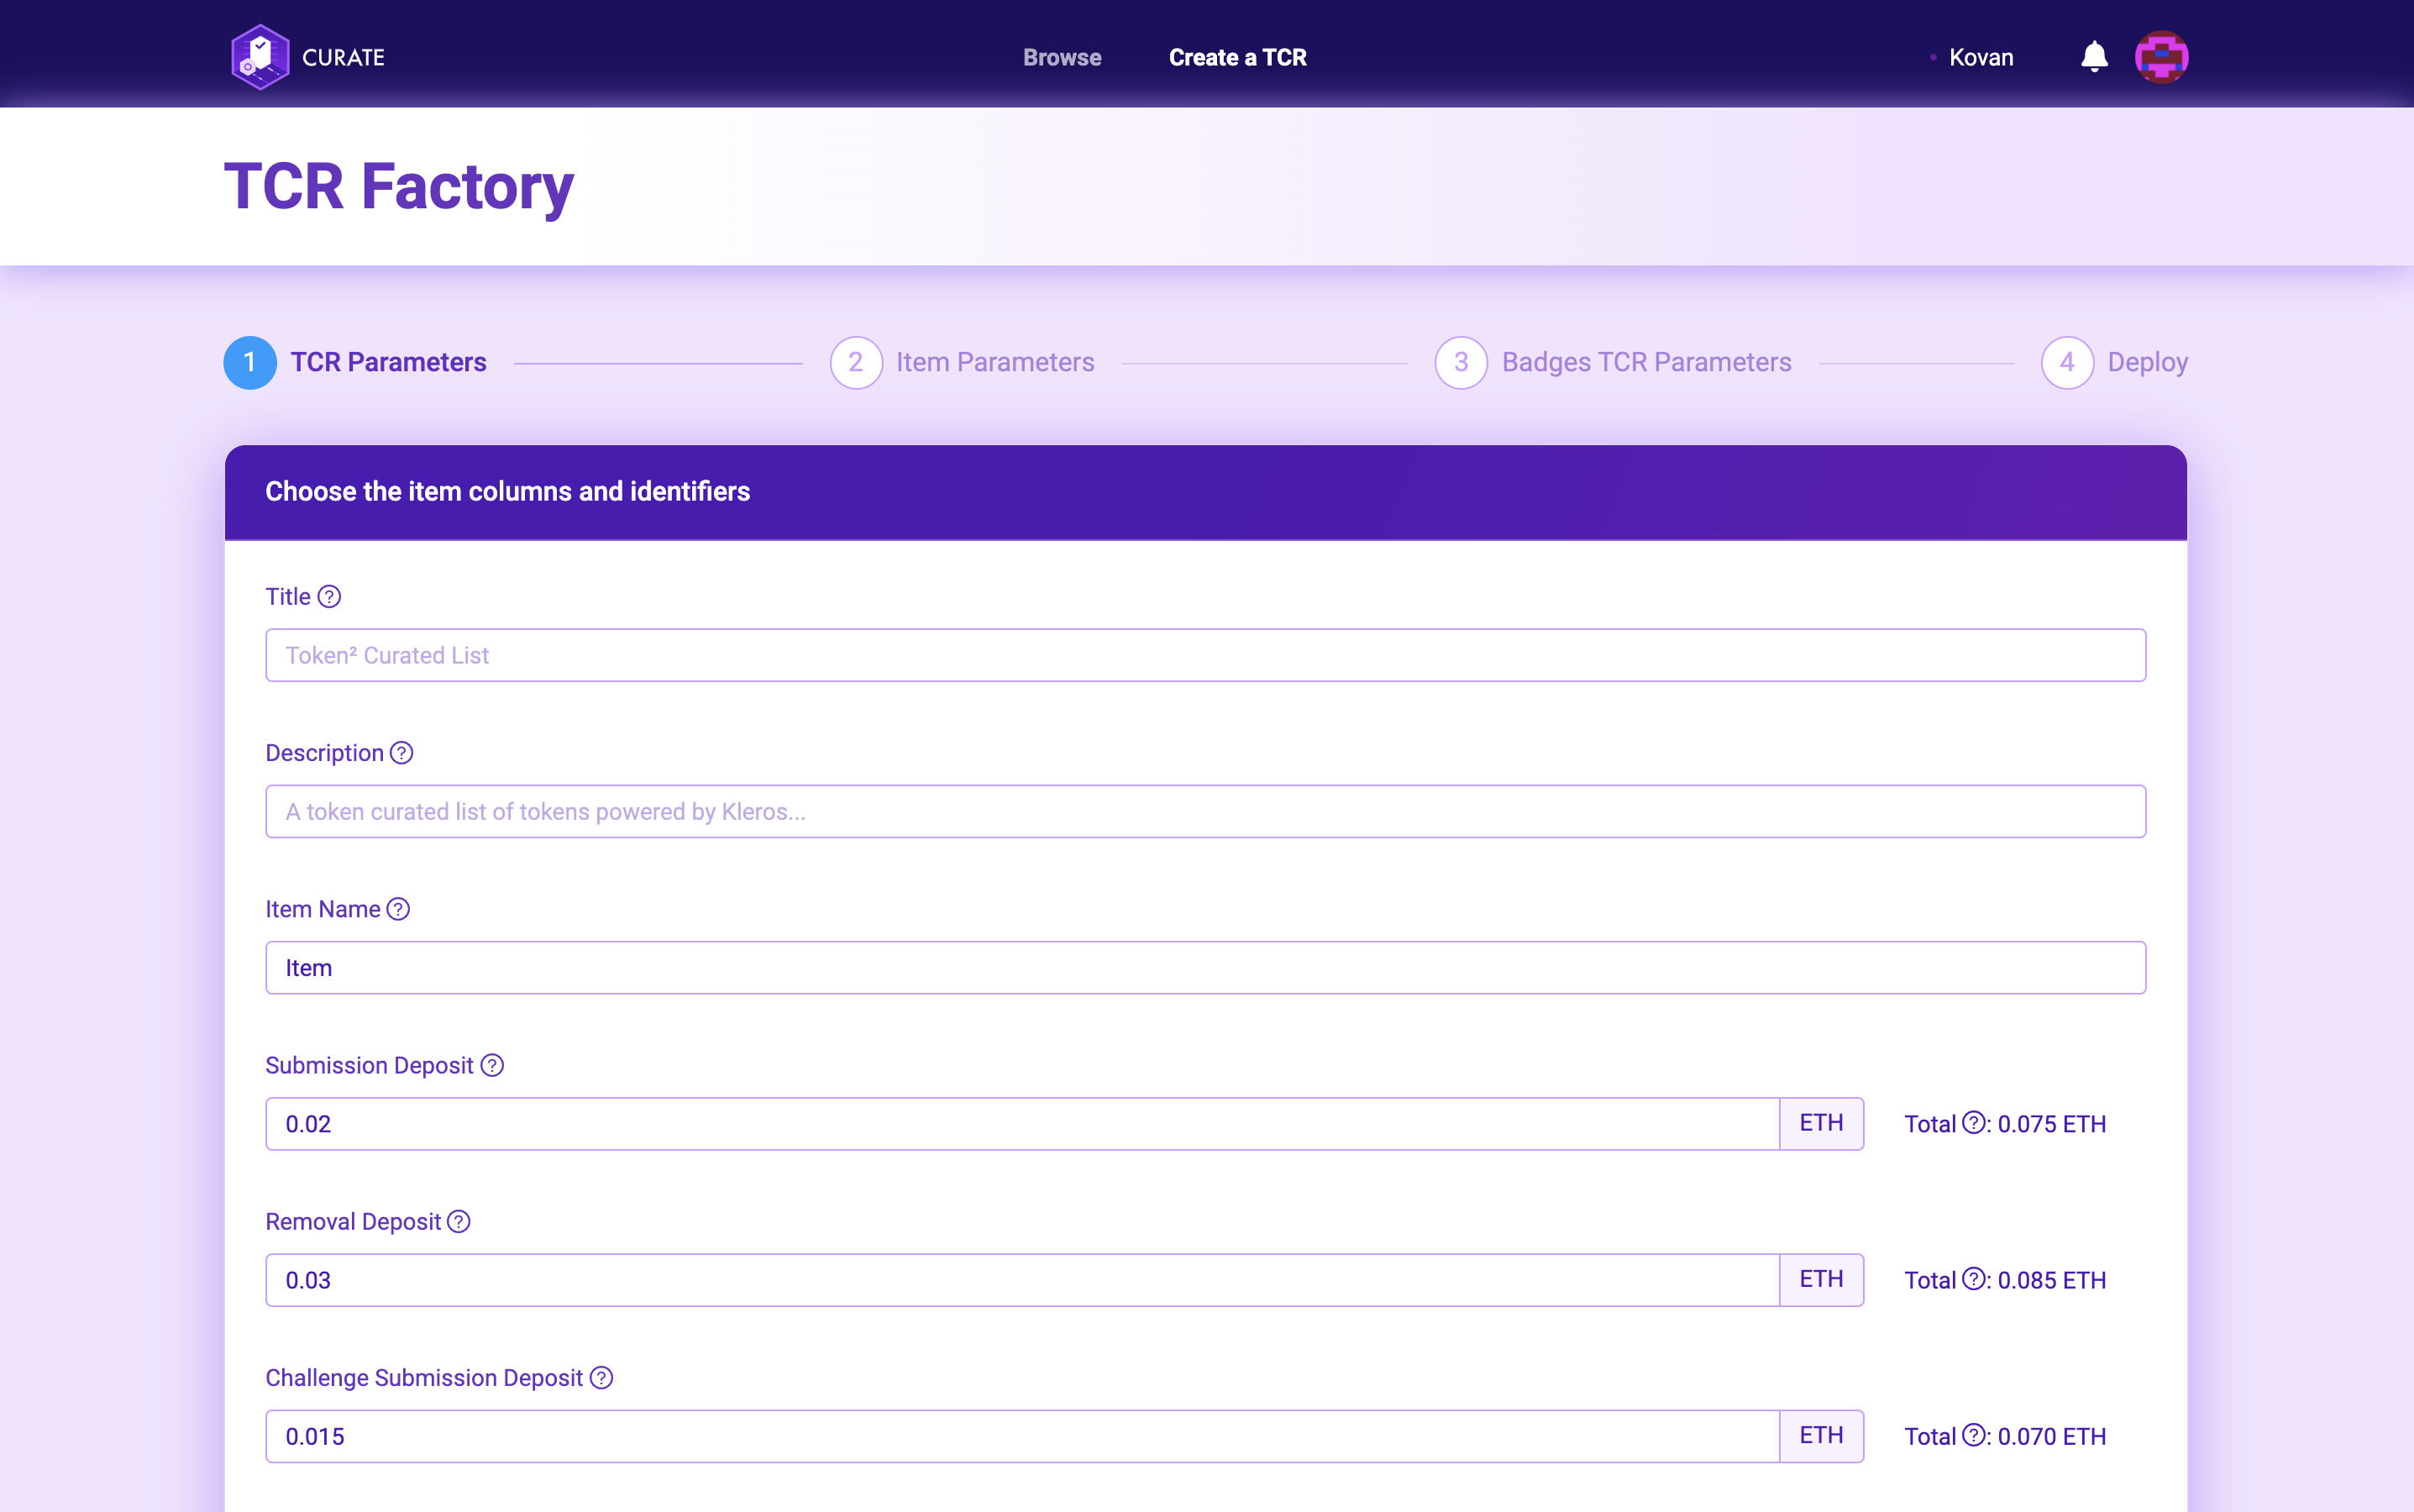 CURATE
Browse
Create a TCR
Kovan
TCR Factory
1 TCR Parameters
2 Item Parameters
3 Badges TCR Parameters
4 Deploy
Choose the item columns and identifiers
Title ?
Token² Curated List
Description ?
A token curated list of tokens powered by Kleros...
Item Name ?
Item
Submission Deposit ?
0.02 ETH Total ?: 0.075 ETH
Removal Deposit ?
0.03 ETH Total ?: 0.085 ETH
Challenge Submission Deposit ?
0.015 ETH Total ?: 0.070 ETH